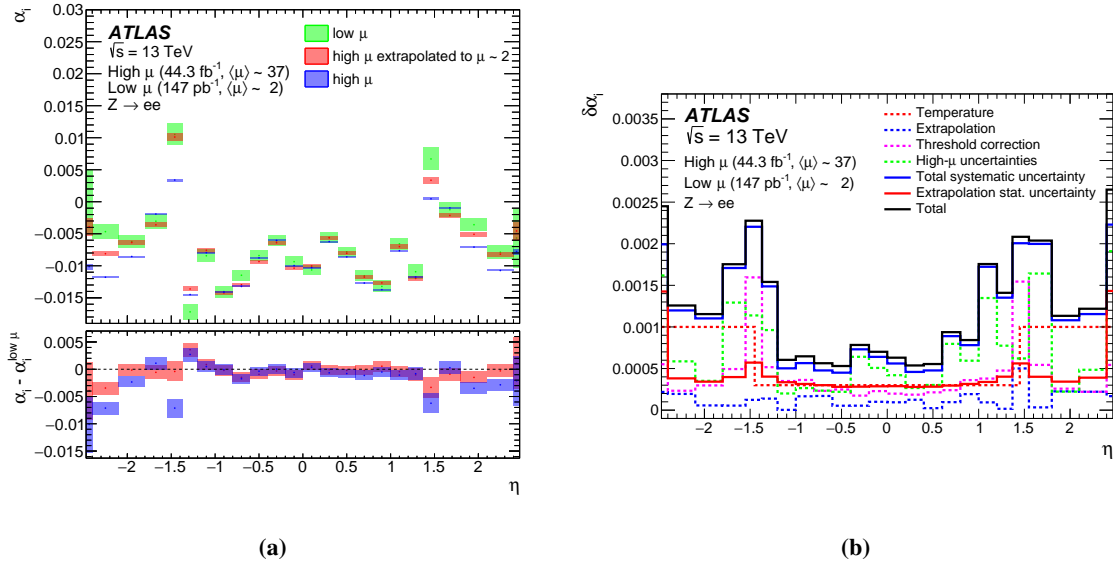 α_i
0.03
0.025
0.02
0.015
0.01
0.005
0
−0.005
−0.01
−0.015
ATLAS
√s = 13 TeV
High μ (44.3 fb⁻¹, ⟨μ⟩ ~ 37)
Low μ (147 pb⁻¹, ⟨μ⟩ ~ 2)
Z → ee
low μ
high μ extrapolated to μ ~ 2
high μ
α_i - α_i^low μ
0.005
0
−0.005
−0.01
−0.015
−2 −1.5 −1 −0.5 0 0.5 1 1.5 2
η
(a)
δα_i
0.0035
0.003
0.0025
0.002
0.0015
0.001
0.0005
0
ATLAS
√s = 13 TeV
High μ (44.3 fb⁻¹, ⟨μ⟩ ~ 37)
Low μ (147 pb⁻¹, ⟨μ⟩ ~ 2)
Z → ee
Temperature
Extrapolation
Threshold correction
High-μ uncertainties
Total systematic uncertainty
Extrapolation stat. uncertainty
Total
−2 −1.5 −1 −0.5 0 0.5 1 1.5 2
η
(b)